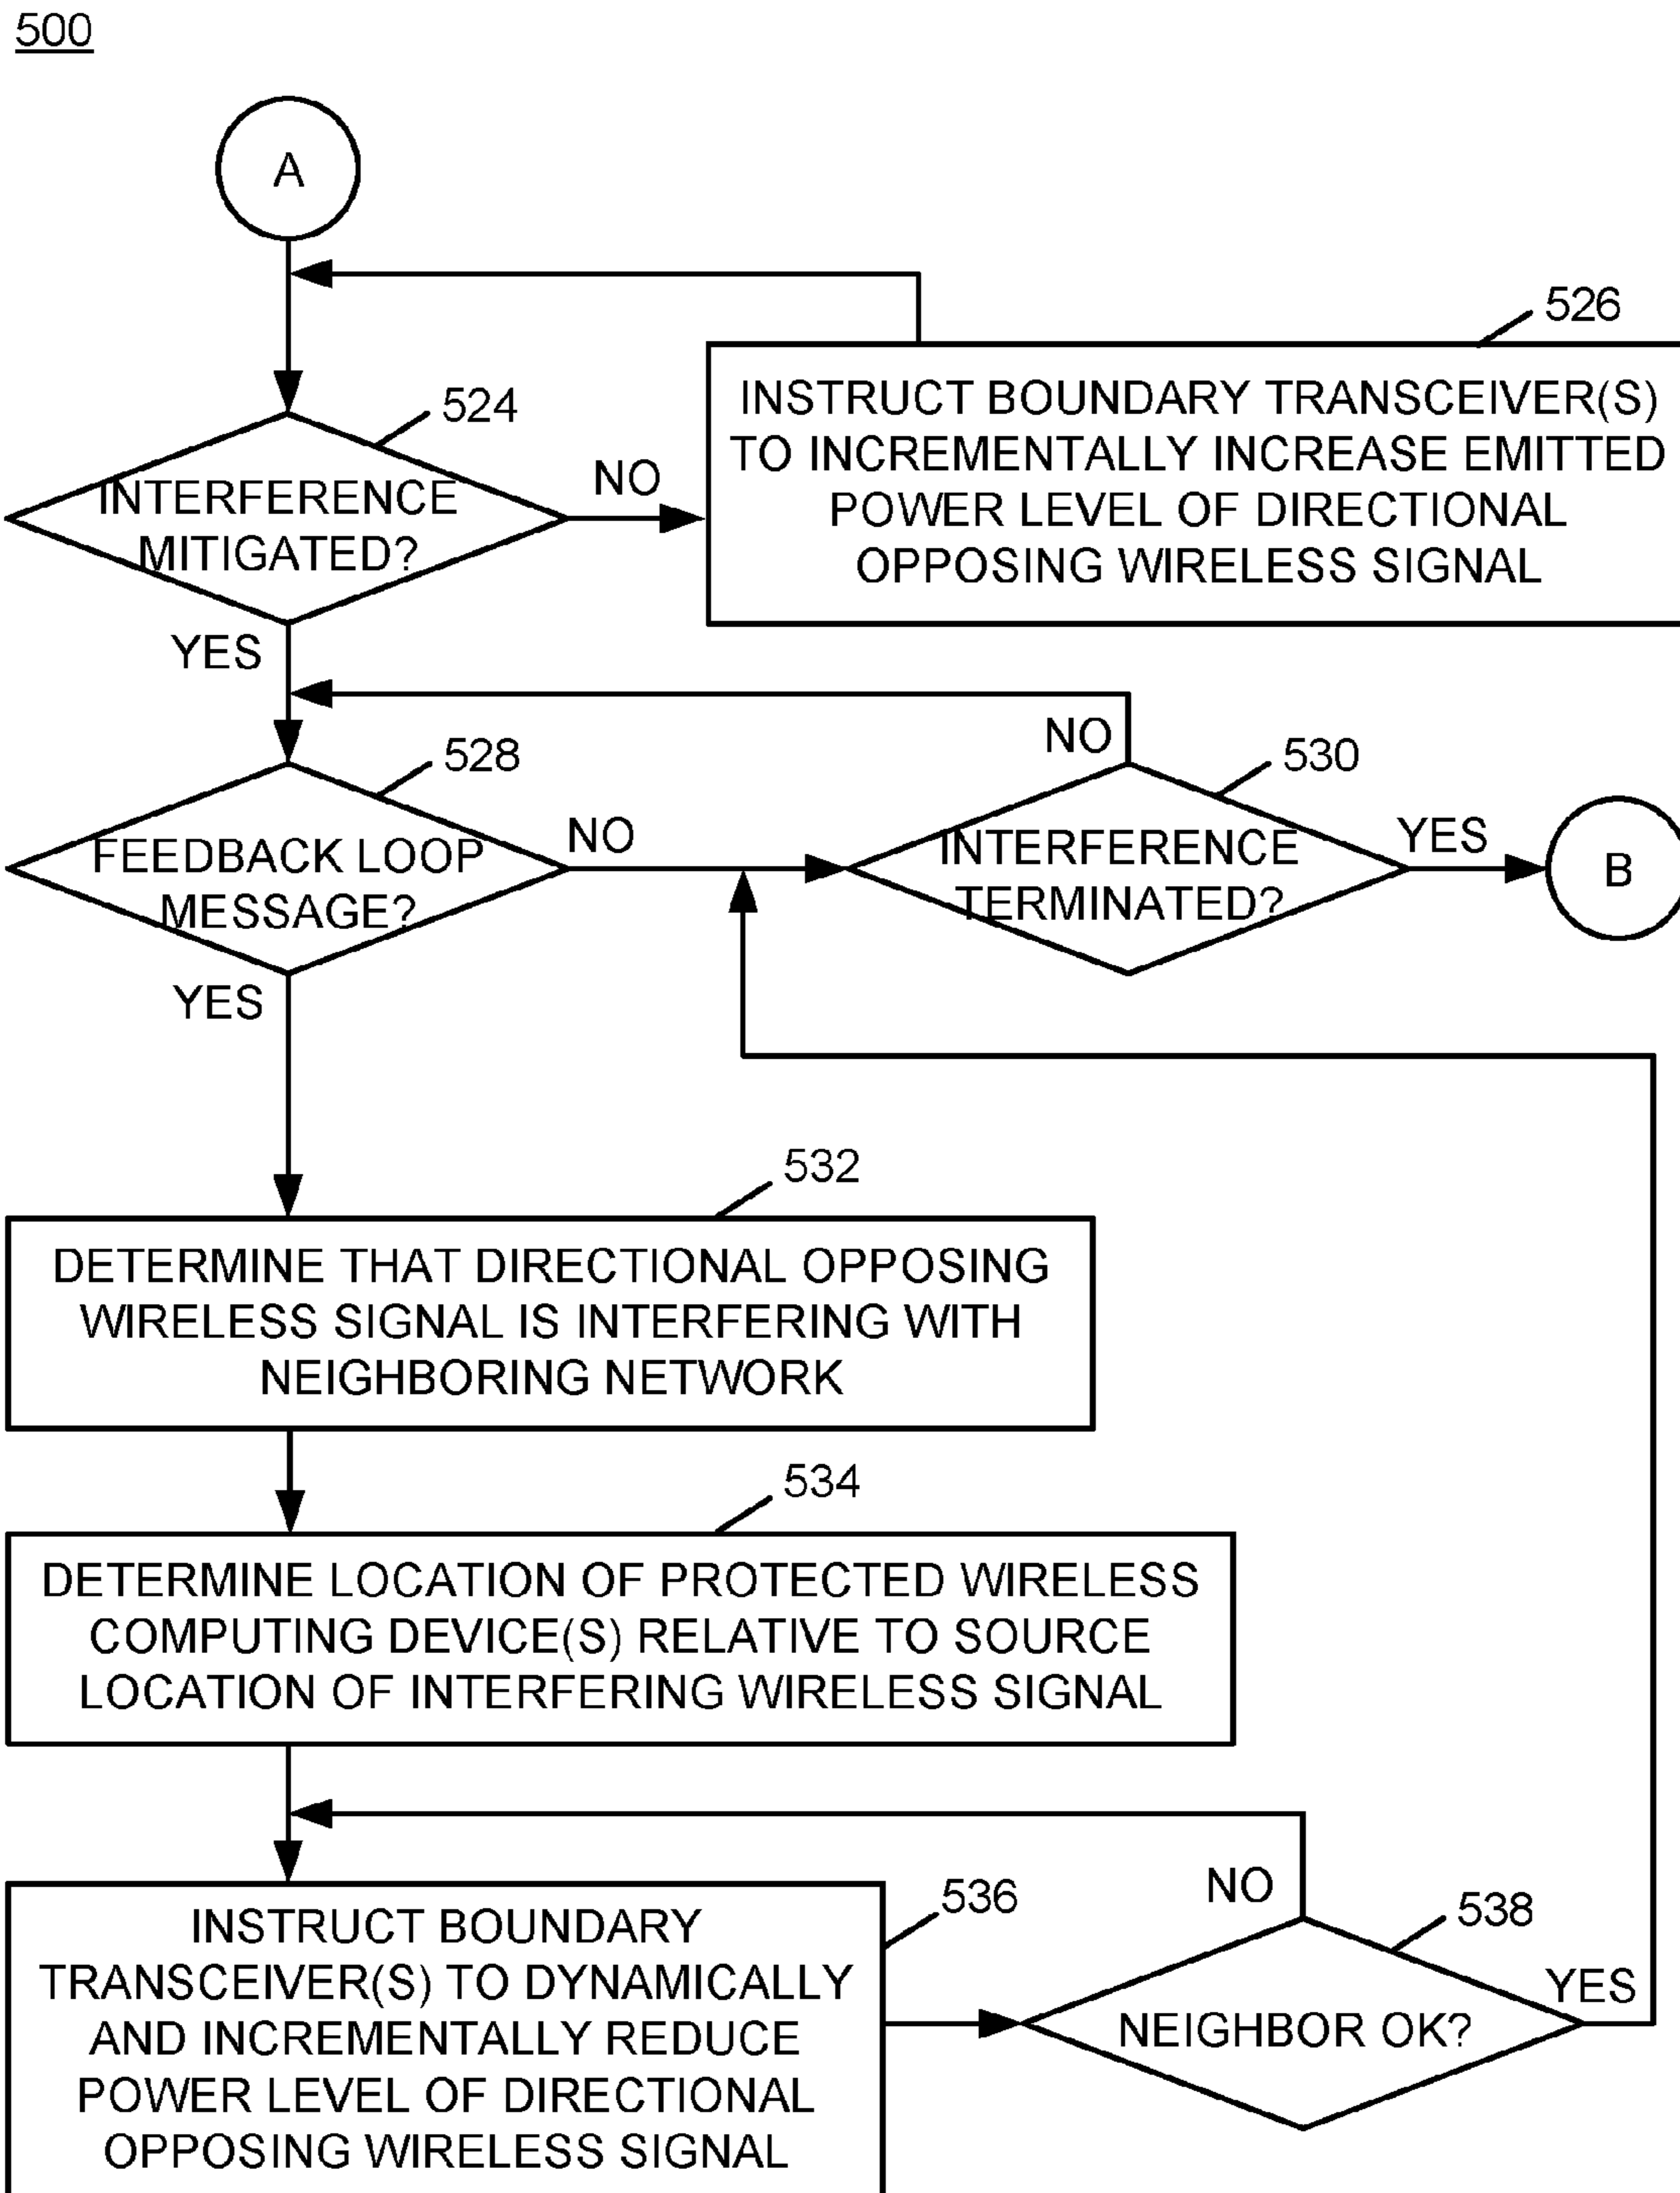 500
A
526
INSTRUCT BOUNDARY TRANSCEIVER(S)
TO INCREMENTALLY INCREASE EMITTED
POWER LEVEL OF DIRECTIONAL
OPPOSING WIRELESS SIGNAL
524
INTERFERENCE
MITIGATED?
NO
YES
528
FEEDBACK LOOP
MESSAGE?
NO
YES
NO
530
INTERFERENCE
TERMINATED?
YES
B
532
DETERMINE THAT DIRECTIONAL OPPOSING
WIRELESS SIGNAL IS INTERFERING WITH
NEIGHBORING NETWORK
534
DETERMINE LOCATION OF PROTECTED WIRELESS
COMPUTING DEVICE(S) RELATIVE TO SOURCE
LOCATION OF INTERFERING WIRELESS SIGNAL
536
INSTRUCT BOUNDARY
TRANSCEIVER(S) TO DYNAMICALLY
AND INCREMENTALLY REDUCE
POWER LEVEL OF DIRECTIONAL
OPPOSING WIRELESS SIGNAL
NO
538
NEIGHBOR OK?
YES